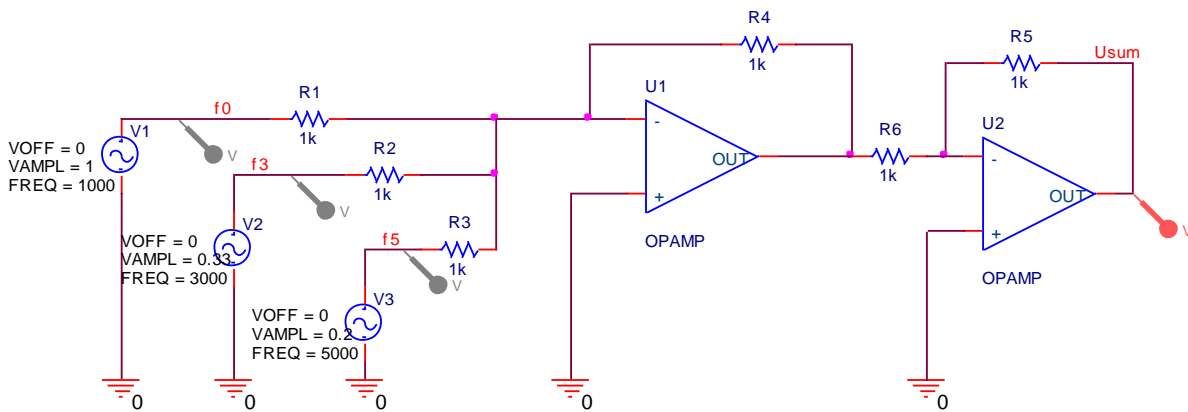 R4
1k
R5
1k
Usum
U1
f0
R1
1k
V1
VOFF = 0
VAMPL = 1
FREQ = 1000
V
-
+
OUT
OPAMP
R6
1k
U2
-
+
OUT
OPAMP
V
f3
R2
1k
V
V2
VOFF = 0
VAMPL = 0.33
FREQ = 3000
f5
R3
1k
V
V3
VOFF = 0
VAMPL = 0.2
FREQ = 5000
0
0
0
0
0